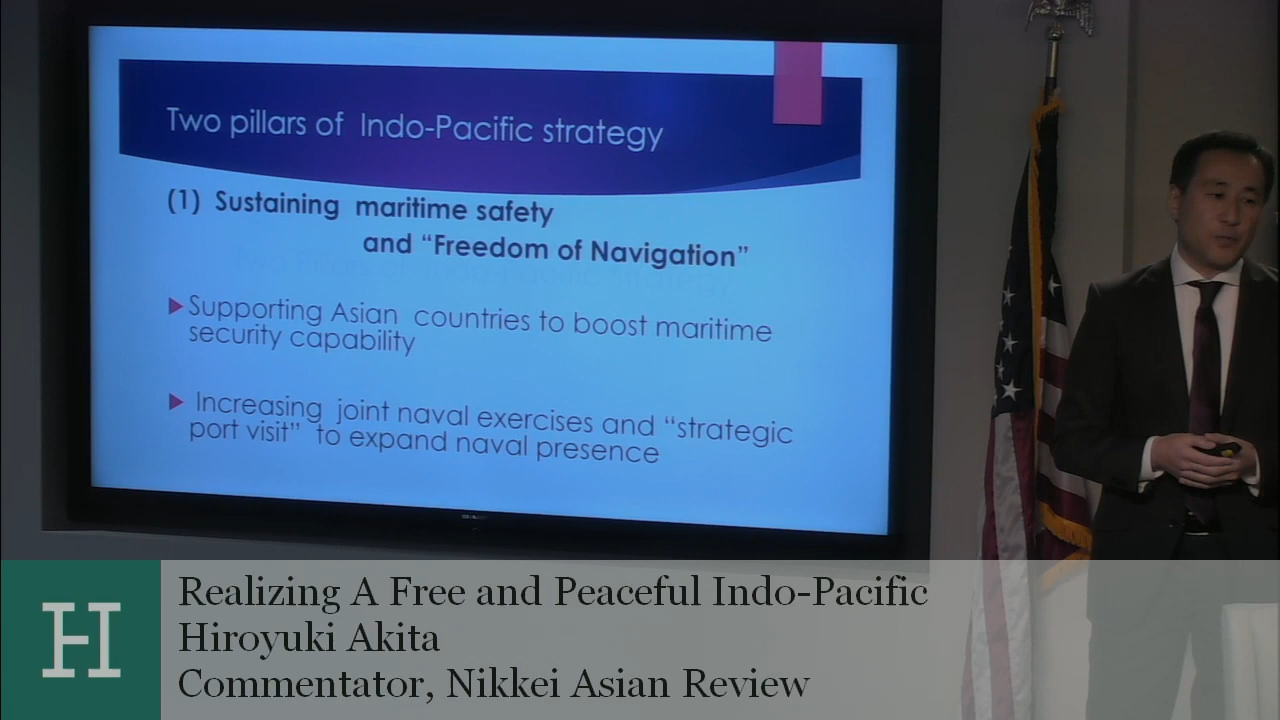 Two pillars of Indo-Pacific strategy
(1) Sustaining maritime safety
and “Freedom of Navigation”
Supporting Asian countries to boost maritime
security capability
Increasing joint naval exercises and “strategic
port visit” to expand naval presence
H
Realizing A Free and Peaceful Indo-Pacific
Hiroyuki Akita
Commentator, Nikkei Asian Review